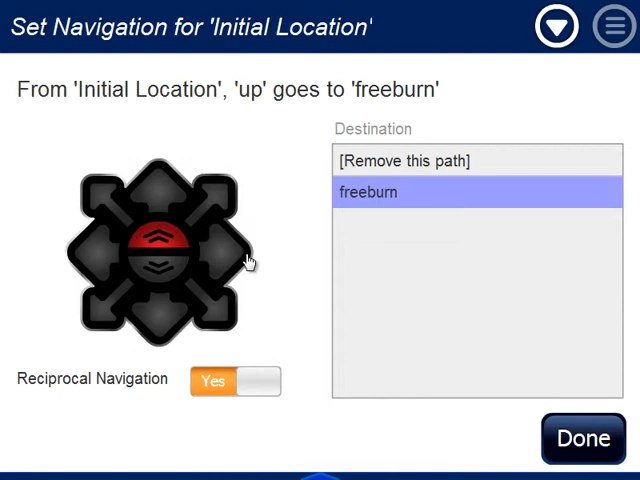 Set Navigation for 'Initial Location'
From 'Initial Location', 'up' goes to 'freeburn'
Destination
[Remove this path]
freeburn
Reciprocal Navigation
Yes
Done